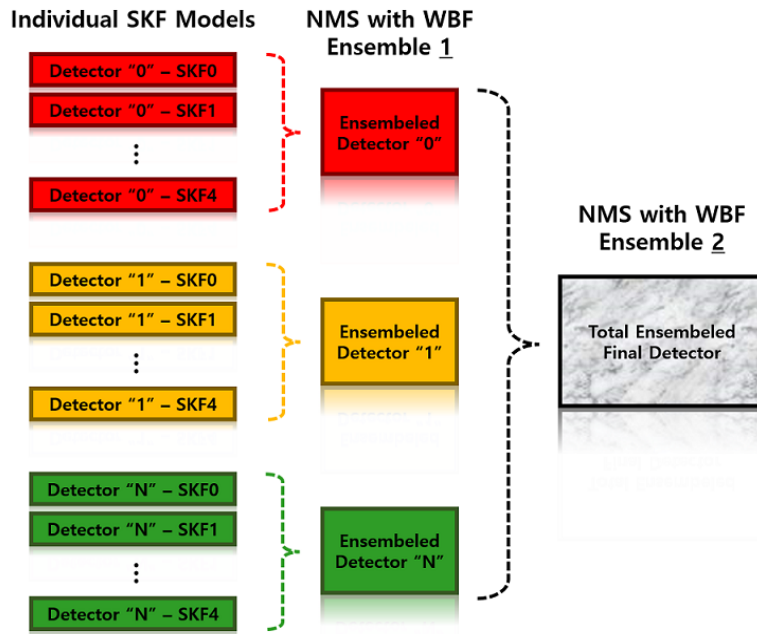 Individual SKF Models
NMS with WBF
Ensemble 1
Detector “0” – SKF0
Detector “0” – SKF1
⋮
Detector “0” – SKF4
Ensembeled
Detector “0”
Detector “1” – SKF0
Detector “1” – SKF1
⋮
Detector “1” – SKF4
Ensembeled
Detector “1”
Detector “N” – SKF0
Detector “N” – SKF1
⋮
Detector “N” – SKF4
Ensembeled
Detector “N”
NMS with WBF
Ensemble 2
Total Ensembeled
Final Detector